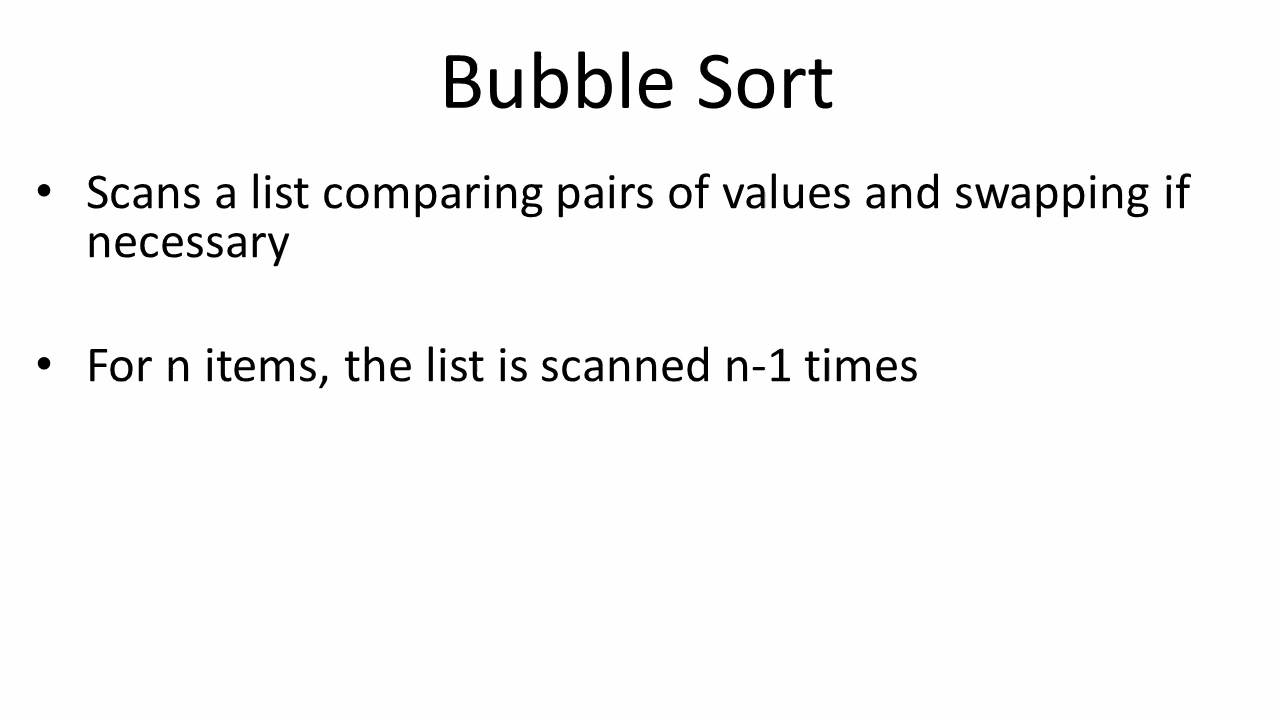 Bubble Sort
• Scans a list comparing pairs of values and swapping if
necessary
• For n items, the list is scanned n-1 times